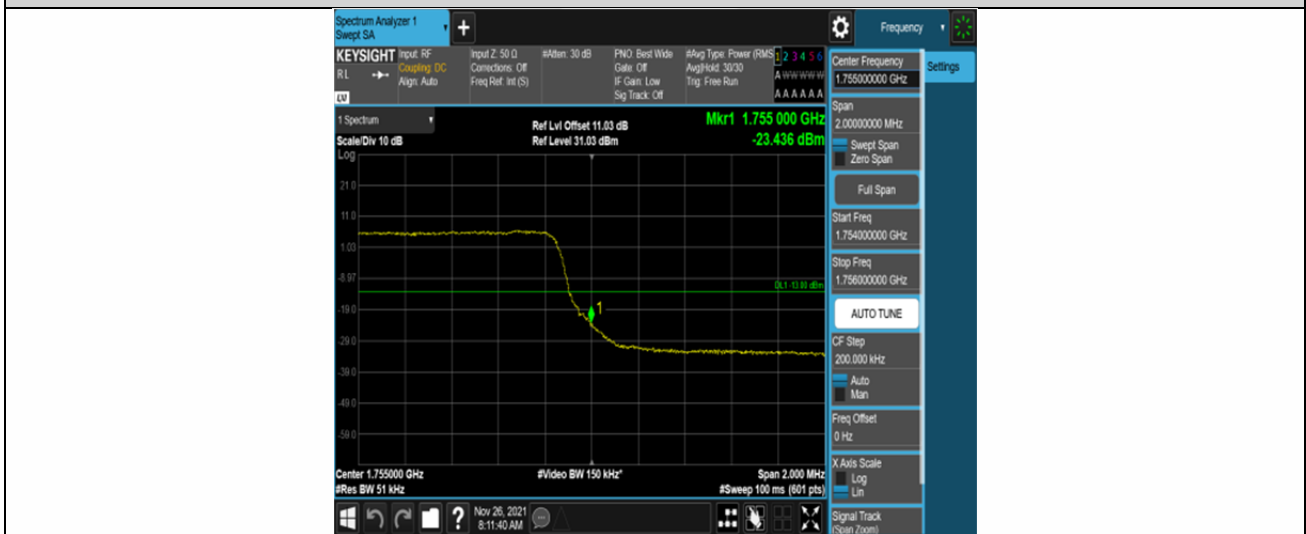 Spectrum Analyzer 1
Swept SA
+
Frequency
KEYSIGHT
RL
LVI
Input: RF
Coupling: DC
Align: Auto
Input Z: 50 Ω
Corrections: Off
Freq Ref: Int (S)
#Atten: 30 dB
PNO: Best Wide
Gate: Off
IF Gain: Low
Sig Track: Off
#Avg Type: Power (RMS
Avg|Hold: 30/30
Trig: Free Run
1 2 3 4 5 6
A W W W W W
A A A A A A
1 Spectrum
Scale/Div 10 dB
Log
Ref Lvl Offset 11.03 dB
Ref Level 31.03 dBm
Mkr1 1.755 000 GHz
-23.436 dBm
21.0
11.0
1.03
-8.97
-19.0
-29.0
-39.0
-49.0
-59.0
DL1 -13.00 dBm
1
Center 1.755000 GHz
#Res BW 51 kHz
#Video BW 150 kHz*
Span 2.000 MHz
#Sweep 100 ms (601 pts)
?
Nov 26, 2021
8:11:40 AM
Center Frequency
1.755000000 GHz
Settings
Span
2.00000000 MHz
Swept Span
Zero Span
Full Span
Start Freq
1.754000000 GHz
Stop Freq
1.756000000 GHz
AUTO TUNE
CF Step
200.000 kHz
Auto
Man
Freq Offset
0 Hz
X Axis Scale
Log
Lin
Signal Track
(Span Zoom)